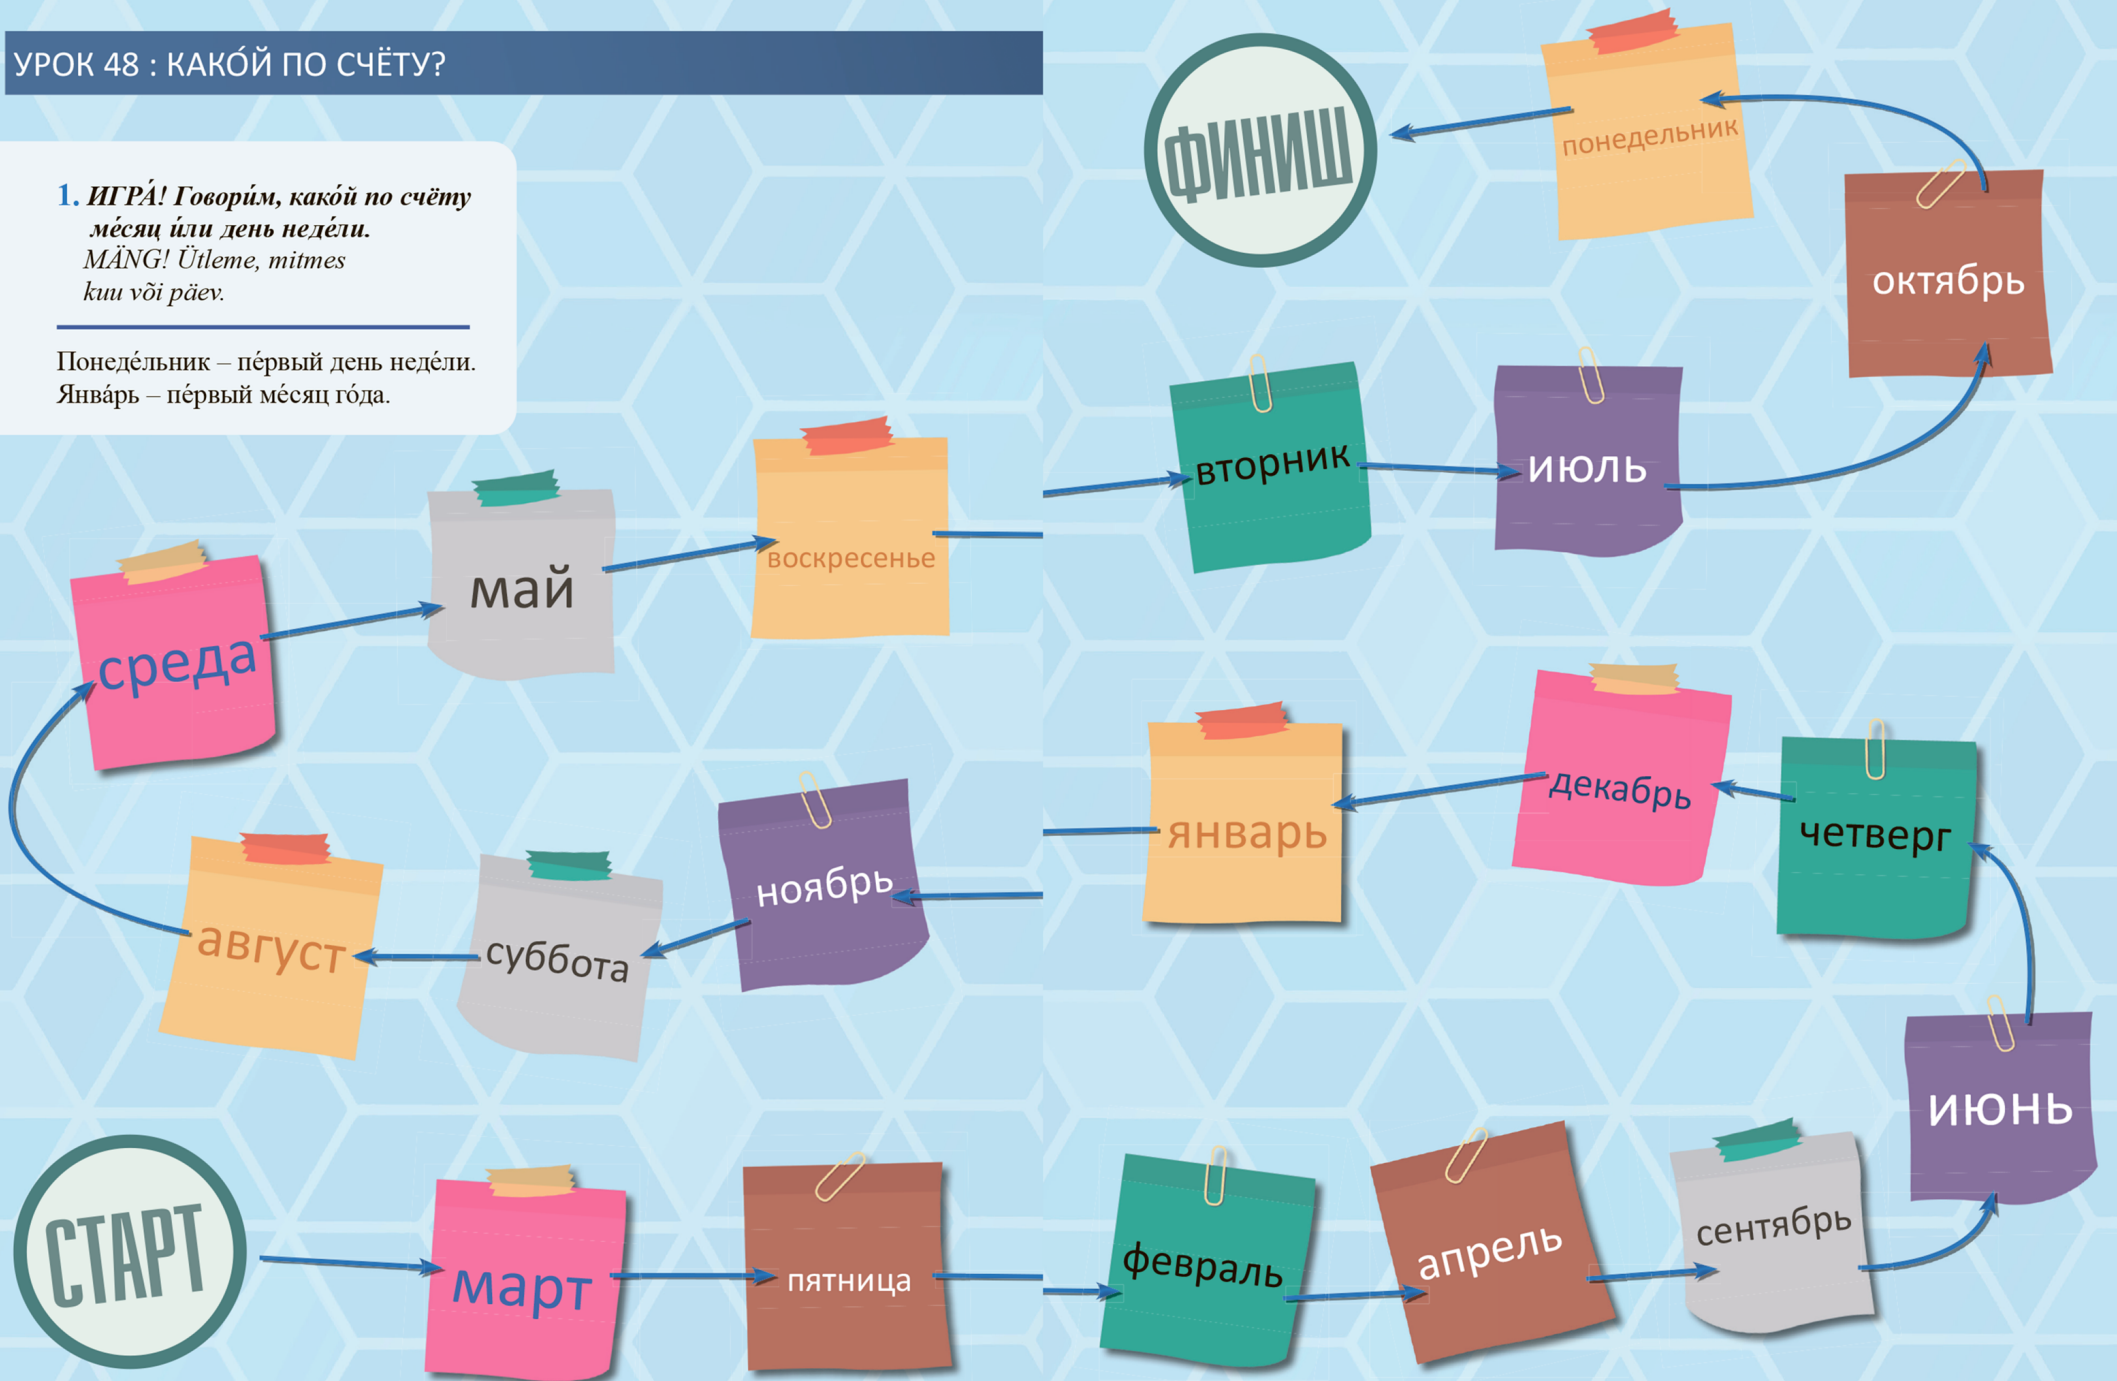 УРОК 48 : КАКО́Й ПО СЧЁТУ?
1. ИГРА́! Говори́м, како́й по счёту
ме́сяц и́ли день неде́ли.
MÄNG! Ütleme, mitmes
kuu või päev.
Понеде́льник – пе́рвый день неде́ли.
Янва́рь – пе́рвый ме́сяц го́да.
СТАРТ
март
пятница
февраль
апрель
сентябрь
июнь
четверг
декабрь
январь
ноябрь
суббота
август
среда
май
воскресенье
вторник
июль
октябрь
понедельник
ФИНИШ